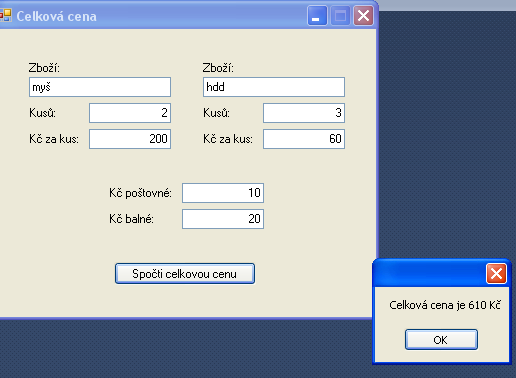 Celková cena
Zboží: Zboží:
myš hdd
Kusů: 2 Kusů: 3
Kč za kus: 200 Kč za kus: 60
Kč poštovné: 10
Kč balné: 20
Spočti celkovou cenu
Celková cena je 610 Kč
OK